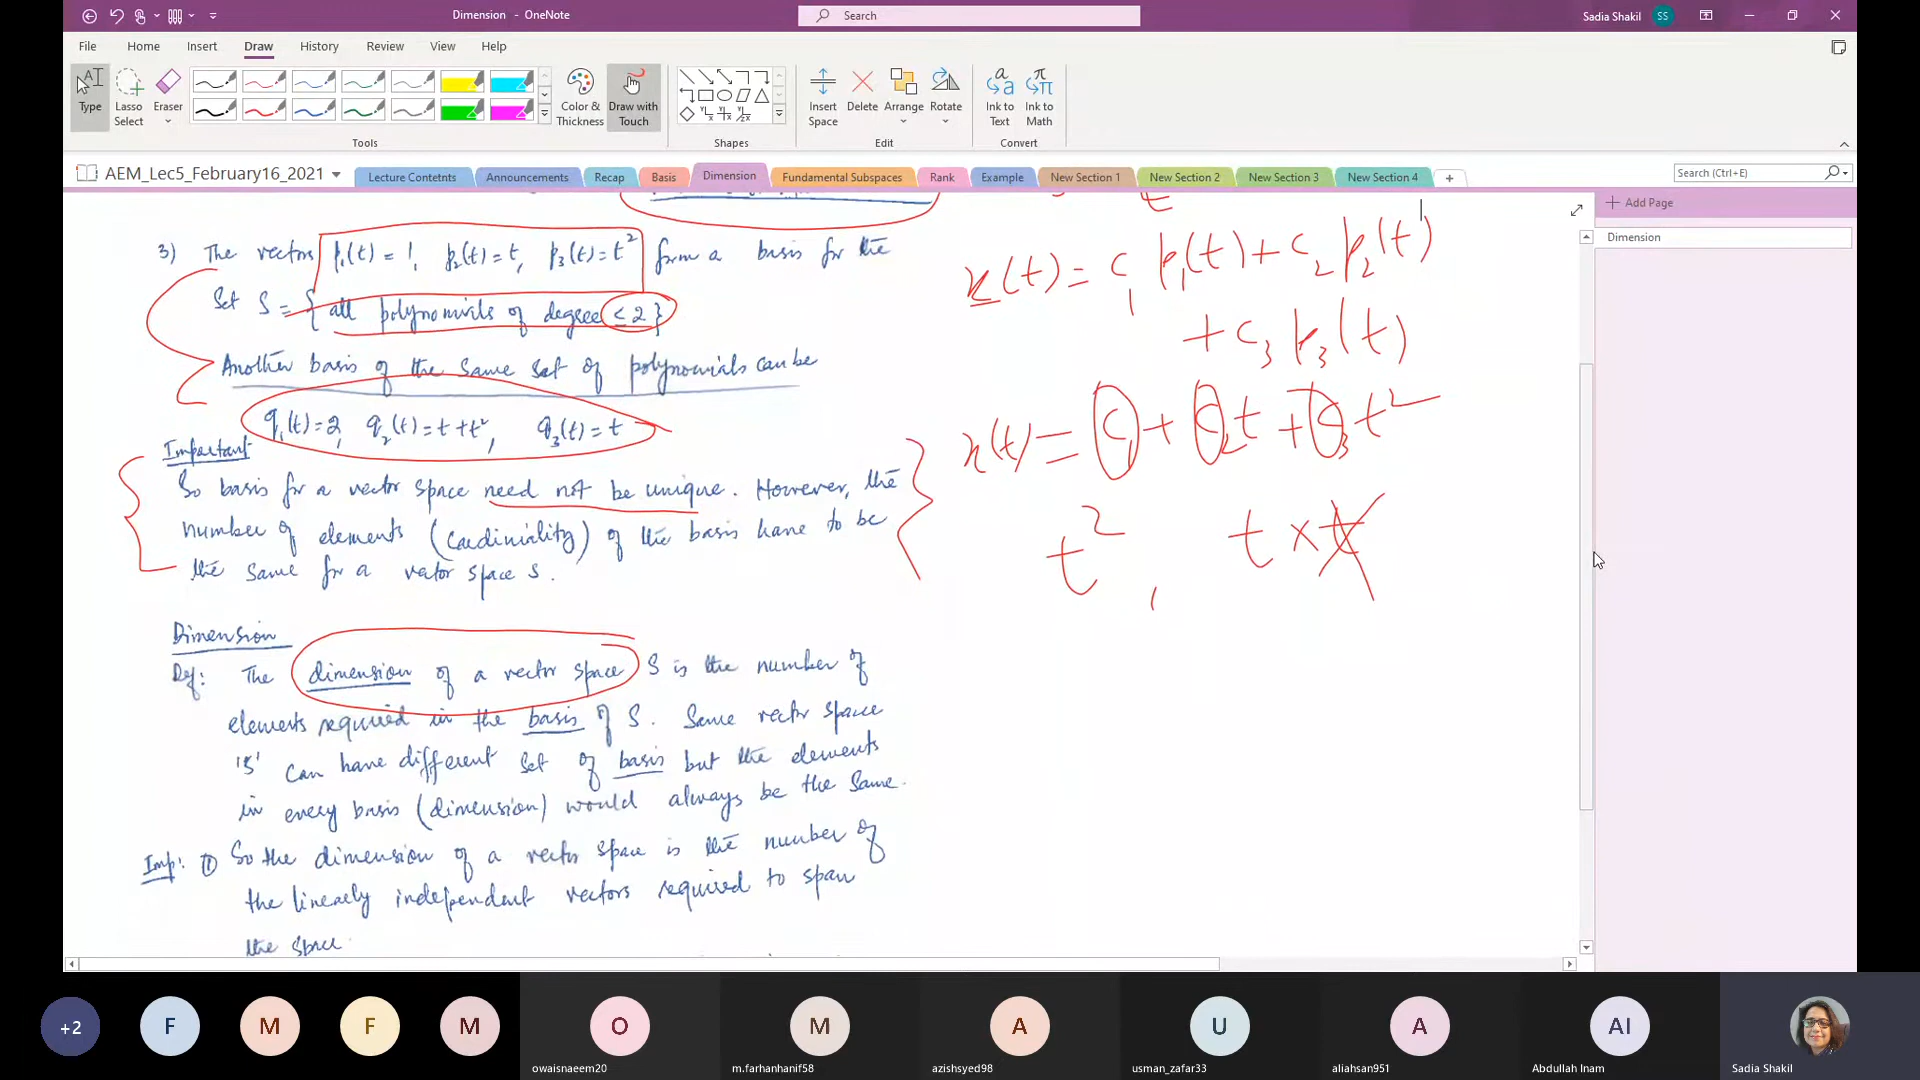 Dimension - OneNote
Search
Sadia Shakil
SS
File Home Insert Draw History Review View Help
Type
Lasso Select
Eraser
Color & Thickness
Draw with Touch
Insert Space
Delete
Arrange
Rotate
Ink to Text
Ink to Math
Tools
Shapes
Edit
Convert
AEM_Lec5_February16_2021
Lecture Contetnts
Announcements
Recap
Basis
Dimension
Fundamental Subspaces
Rank
Example
New Section 1
New Section 2
New Section 3
New Section 4
Search (Ctrl+E)
Add Page
Dimension
3) The vectors p₁(t) = 1, p₂(t) = t, p₃(t) = t² form a basis for the
Set S = { all polynomials of degree ≤ 2 }
Another basis of the same set of polynomials can be
q₁(t) = 2, q₂(t) = t + t², q₃(t) = t
Important
So basis for a vector space need not be unique. However, the
number of elements (cardiniality) of the basis have to be
the same for a vector space S.
Dimension
Def: The dimension of a vector space S is the number of
elements required in the basis of S. Same vector space
'S' can have different set of basis but the elements
in every basis (dimension) would always be the same.
Imp: ① So the dimension of a vector space is the number of
the linearly independent vectors required to span
the space.
t
x(t) = c₁ p₁(t) + c₂ p₂(t)
+ c₃ p₃(t)
x(t) = c₁ + c₂ t + c₃ t²
t² , t × t
+2
F
M
F
M
O
M
A
U
A
AI
owaisnaeem20
m.farhanhanif58
azishsyed98
usman_zafar33
aliahsan951
Abdullah Inam
Sadia Shakil